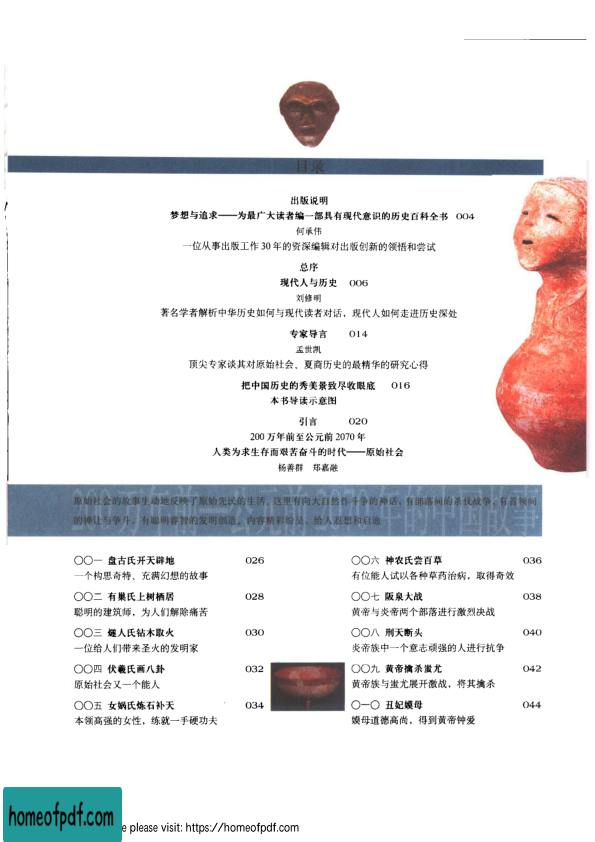 目录
出版说明
梦想与追求——为最广大读者编一部具有现代意识的历史百科全书 004
何承伟
一位从事出版工作30年的资深编辑对出版创新的领悟和尝试
总序
现代人与历史 006
刘修明
著名学者解析中华历史如何与现代读者对话，现代人如何走进历史深处
专家导言 014
孟世凯
顶尖专家谈其对原始社会、夏商历史的最精华的研究心得
把中国历史的秀美景致尽收眼底 016
本书导读示意图
引言 020
200万年前至公元前2070年
人类为求生存而艰苦奋斗的时代——原始社会
杨善群 郑嘉融
原始社会的故事生动地反映了原始先民的生活，这里有向大自然作斗争的神话，有部落间的杀伐战争，有首领间
的禅让与争斗，有聪明睿智的发明创造，内容精彩纷呈，给人遐想和启迪
〇〇一 盘古氏开天辟地 026
一个构思奇特、充满幻想的故事
〇〇二 有巢氏上树栖居 028
聪明的建筑师，为人们解除痛苦
〇〇三 燧人氏钻木取火 030
一位给人们带来圣火的发明家
〇〇四 伏羲氏画八卦 032
原始社会又一个能人
〇〇五 女娲氏炼石补天 034
本领高强的女性，练就一手硬功夫
〇〇六 神农氏尝百草 036
有位能人试以各种草药治病，取得奇效
〇〇七 阪泉大战 038
黄帝与炎帝两个部落进行激烈决战
〇〇八 刑天断头 040
炎帝族中一个意志顽强的人进行抗争
〇〇九 黄帝擒杀蚩尤 042
黄帝族与蚩尤展开激战，将其擒杀
〇一〇 丑妃嫫母 044
嫫母道德高尚，得到黄帝钟爱
homeofpdf.com
e please visit: https://homeofpdf.com